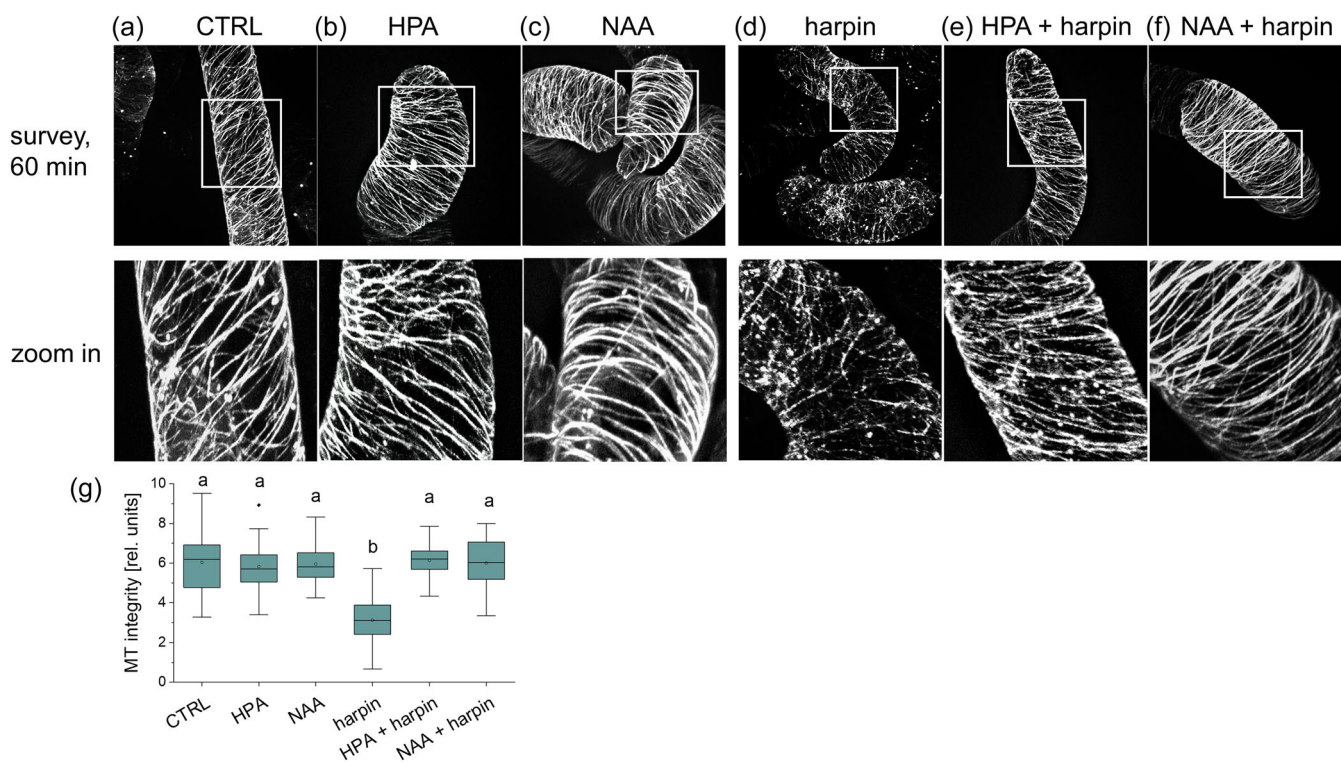 (a) CTRL (b) HPA (c) NAA (d) harpin (e) HPA + harpin (f) NAA + harpin
survey,
60 min
zoom in
(g)
a a a b a a
MT integrity [rel. units]
10
8
6
4
2
0
CTRL HPA NAA harpin HPA + harpin NAA + harpin